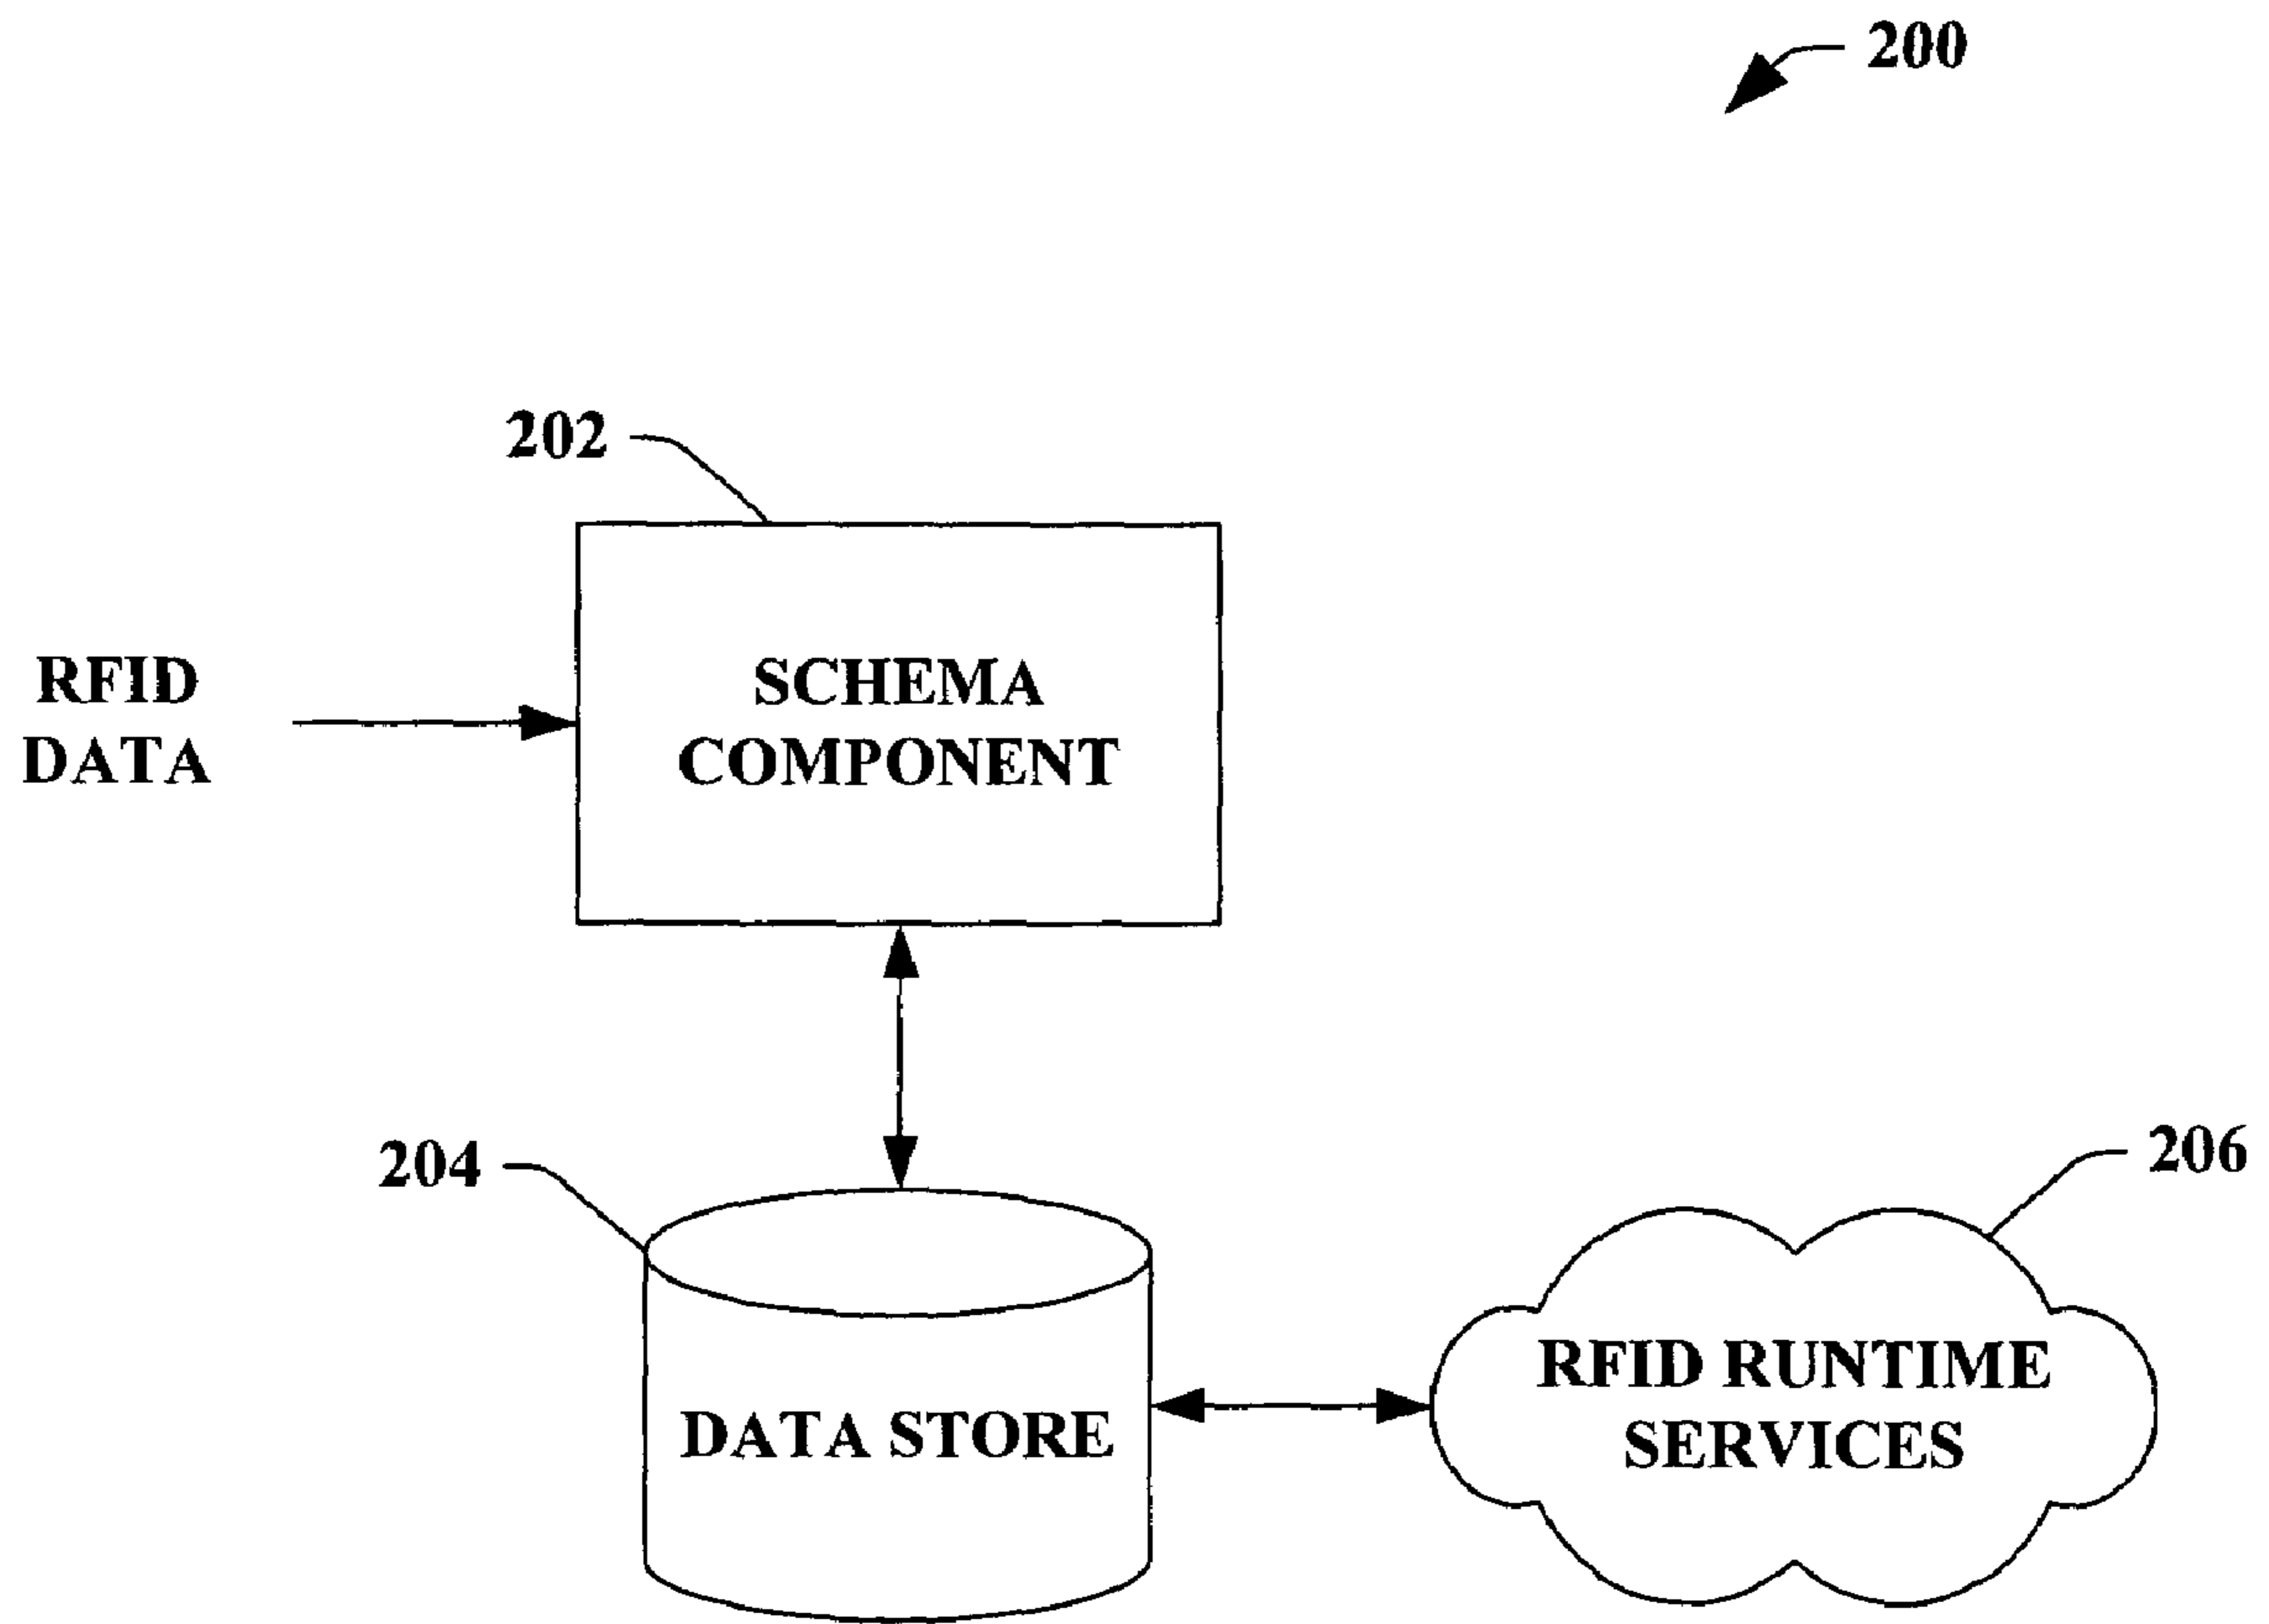 200
202
RFID
DATA
SCHEMA
COMPONENT
204
206
DATA STORE
RFID RUNTIME
SERVICES